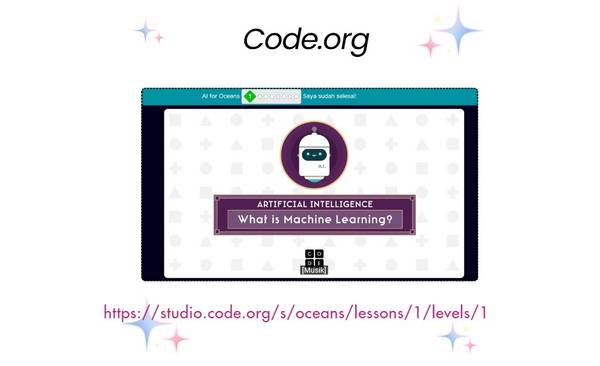 Code.org
AI for Oceans 1 Saya sudah selesai!
A.I.
ARTIFICIAL INTELLIGENCE
What is Machine Learning?
C O
D E
[Musik]
https://studio.code.org/s/oceans/lessons/1/levels/1